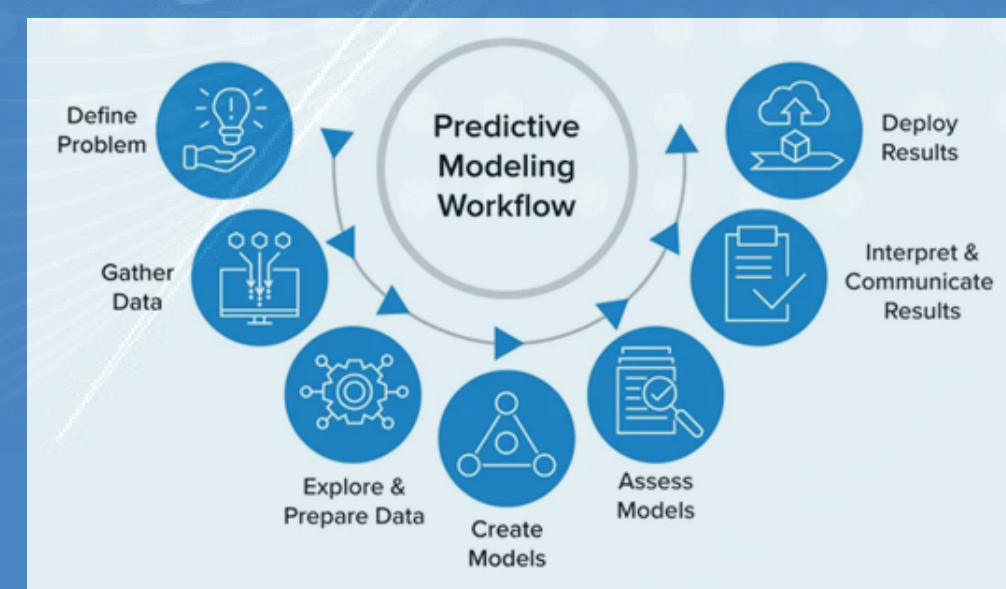 Predictive
Modeling
Workflow
Define
Problem
Gather
Data
Explore &
Prepare Data
Create
Models
Assess
Models
Interpret &
Communicate
Results
Deploy
Results